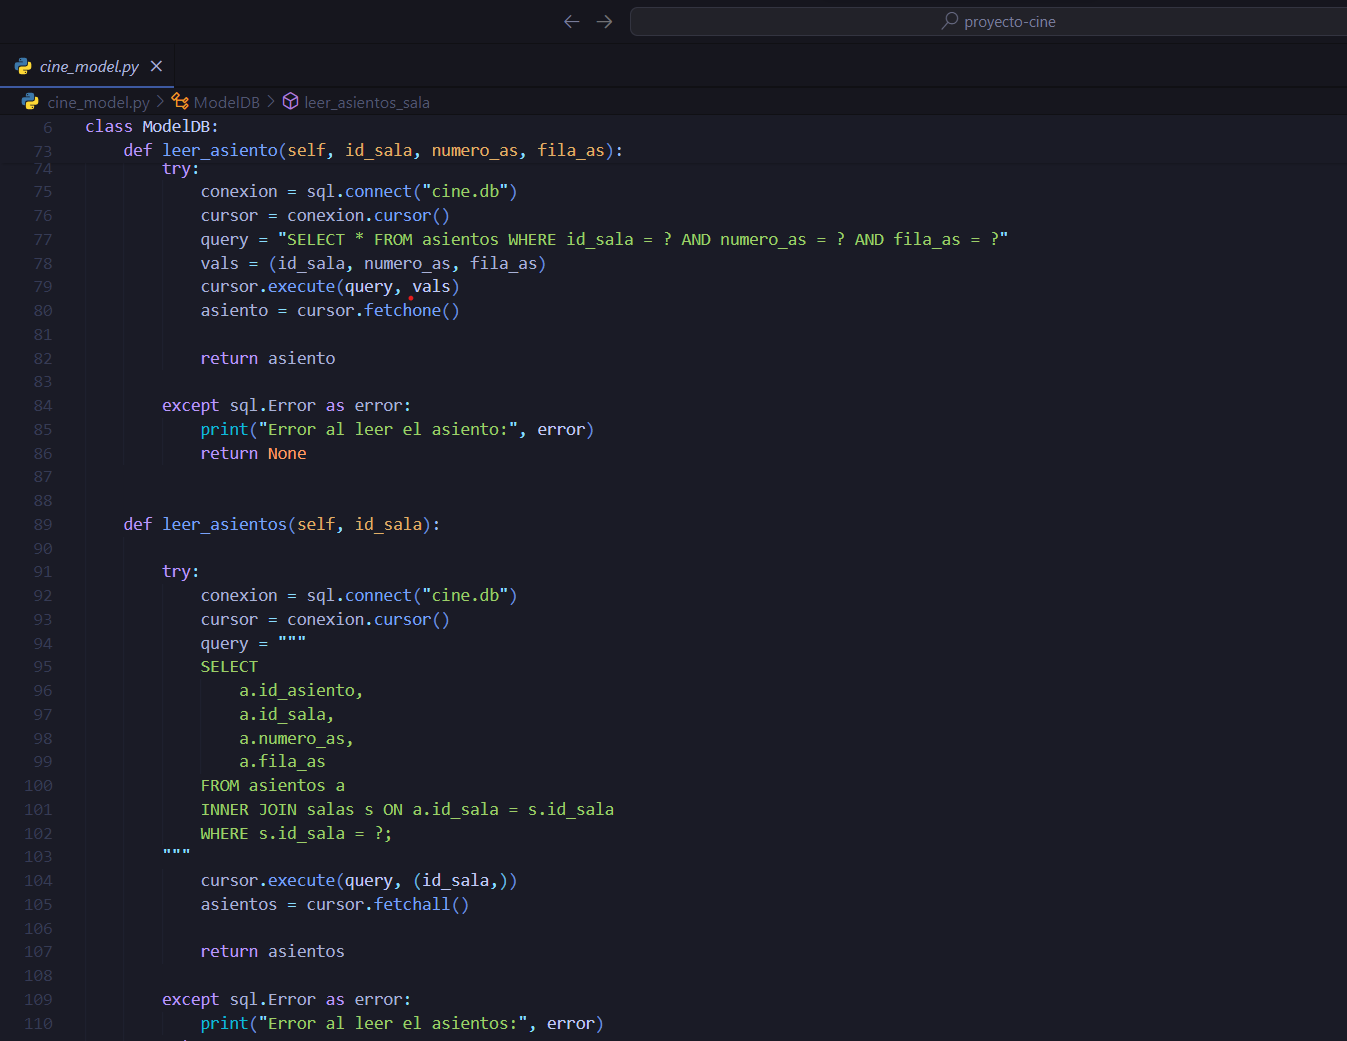 proyecto-cine
cine_model.py
cine_model.py > ModelDB > leer_asientos_sala
6 class ModelDB:
73 def leer_asiento(self, id_sala, numero_as, fila_as):
74 try:
75 conexion = sql.connect("cine.db")
76 cursor = conexion.cursor()
77 query = "SELECT * FROM asientos WHERE id_sala = ? AND numero_as = ? AND fila_as = ?"
78 vals = (id_sala, numero_as, fila_as)
79 cursor.execute(query, vals)
80 asiento = cursor.fetchone()
81
82 return asiento
83
84 except sql.Error as error:
85 print("Error al leer el asiento:", error)
86 return None
87
88
89 def leer_asientos(self, id_sala):
90
91 try:
92 conexion = sql.connect("cine.db")
93 cursor = conexion.cursor()
94 query = """
95 SELECT
96 a.id_asiento,
97 a.id_sala,
98 a.numero_as,
99 a.fila_as
100 FROM asientos a
101 INNER JOIN salas s ON a.id_sala = s.id_sala
102 WHERE s.id_sala = ?;
103 """
104 cursor.execute(query, (id_sala,))
105 asientos = cursor.fetchall()
106
107 return asientos
108
109 except sql.Error as error:
110 print("Error al leer el asientos:", error)